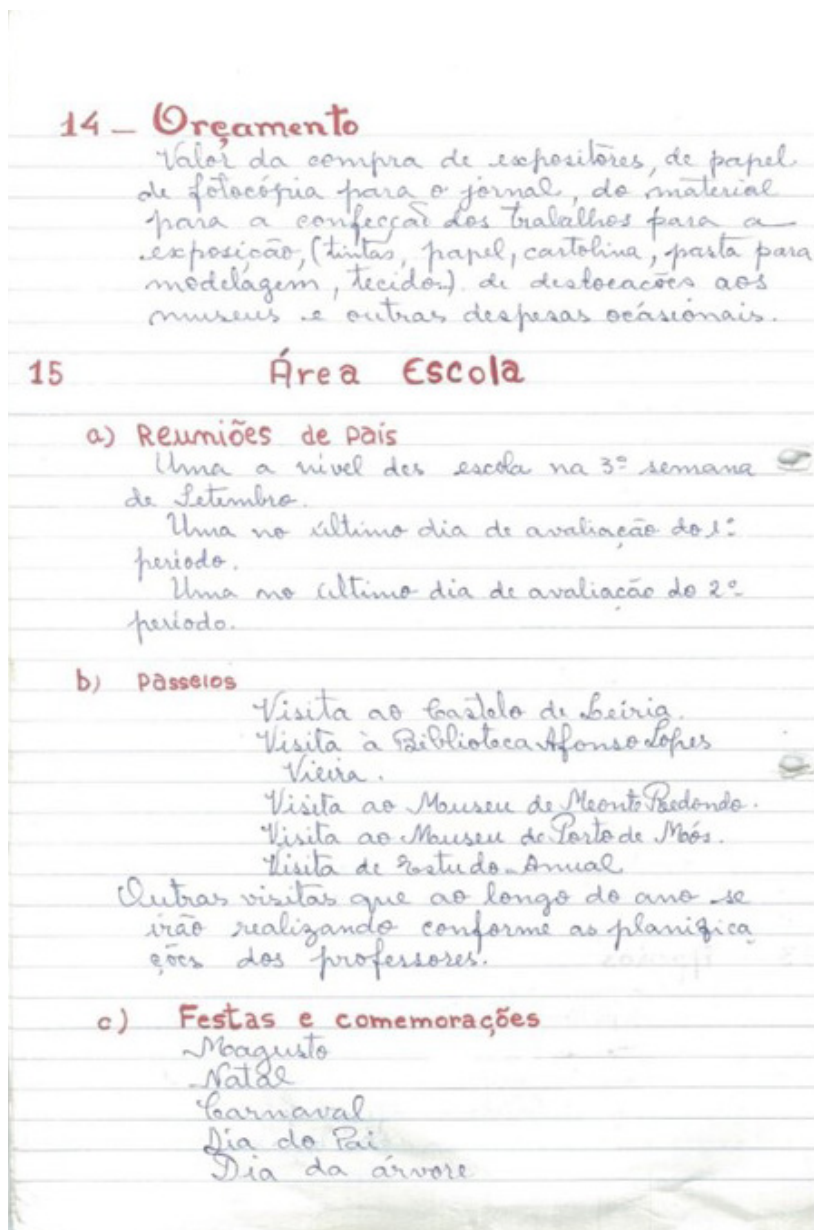 14 - Orçamento
Valor da compra de expositores, de papel
de fotocópia para o jornal, do material
para a confecção dos trabalhos para a
exposição, (tintas, papel, cartolina, pasta para
modelagem, tecidos) de deslocações aos
museus e outras despesas ocásionais.
15 Área Escola
a) Reuniões de pais
Uma a nível des escola na 3ª semana
de Setembro.
Uma no último dia de avaliação do 1º
período.
Uma no último dia de avaliação do 2º
período.
b) Passeios
Visita ao Castelo de Leiria.
Visita à Biblioteca Afonso Lopes
Vieira.
Visita ao Museu de Monte Redondo.
Visita ao Museu de Porto de Mós.
Visita de Estudo Anual
Outras visitas que ao longo do ano se
irão realizando conforme as planifica
ções dos professores.
c) Festas e comemorações
Magusto
Natal
Carnaval
Dia do Pai
Dia da árvore